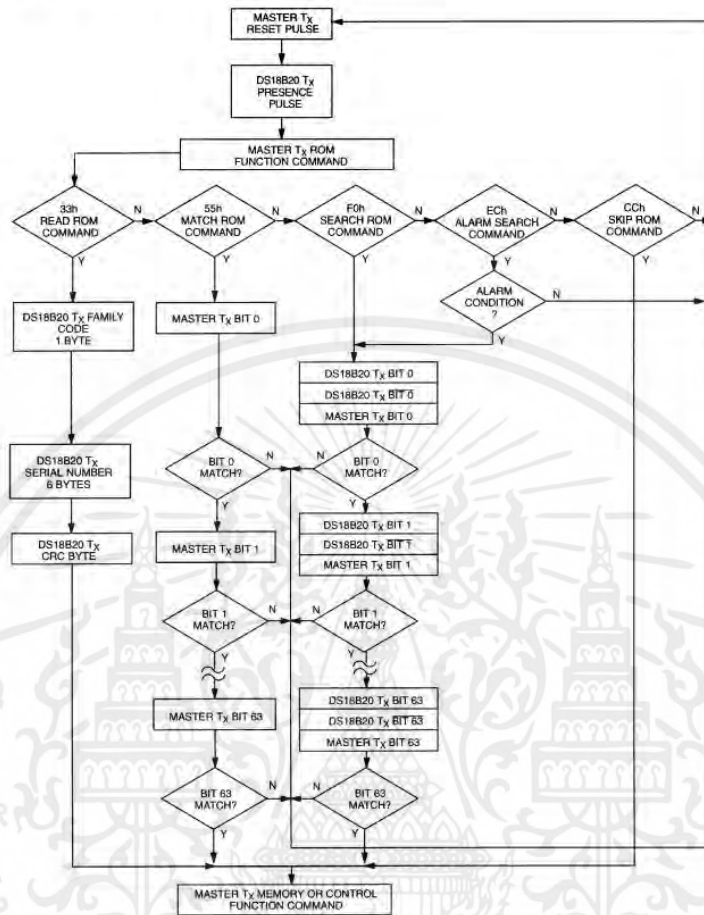 MASTER TX
RESET PULSE
DS18B20 TX
PRESENCE
PULSE
MASTER TX ROM
FUNCTION COMMAND
33h
READ ROM
COMMAND
N
Y
55h
MATCH ROM
COMMAND
N
Y
F0h
SEARCH ROM
COMMAND
N
Y
ECh
ALARM SEARCH
COMMAND
N
Y
CCh
SKIP ROM
COMMAND
N
Y
ALARM
CONDITION
?
N
Y
DS18B20 TX FAMILY
CODE
1 BYTE
DS18B20 TX
SERIAL NUMBER
6 BYTES
DS18B20 TX
CRC BYTE
MASTER TX BIT 0
BIT 0
MATCH?
N
Y
MASTER TX BIT 1
BIT 1
MATCH?
N
Y
MASTER TX BIT 63
BIT 63
MATCH?
N
Y
DS18B20 TX BIT 0
DS18B20 TX B̅I̅T̅ 0̅
MASTER TX BIT 0
BIT 0
MATCH?
N
Y
DS18B20 TX BIT 1
DS18B20 TX B̅I̅T̅ 1̅
MASTER TX BIT 1
BIT 1
MATCH?
N
Y
DS18B20 TX BIT 63
DS18B20 TX B̅I̅T̅ 6̅3̅
MASTER TX BIT 63
BIT 63
MATCH?
N
Y
MASTER TX MEMORY OR CONTROL
FUNCTION COMMAND